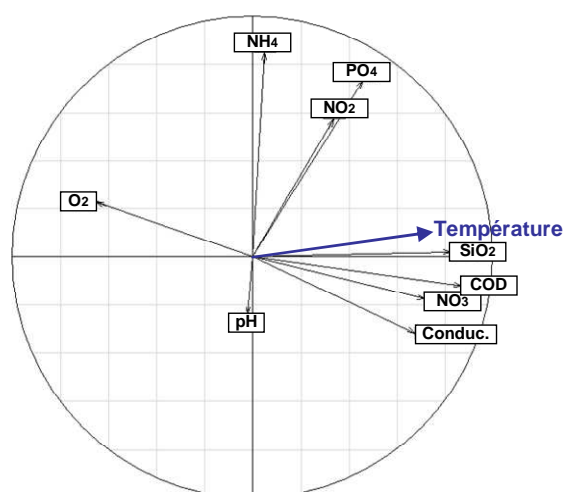 NH4
PO4
NO2
O2
Température
SiO2
COD
NO3
pH
Conduc.